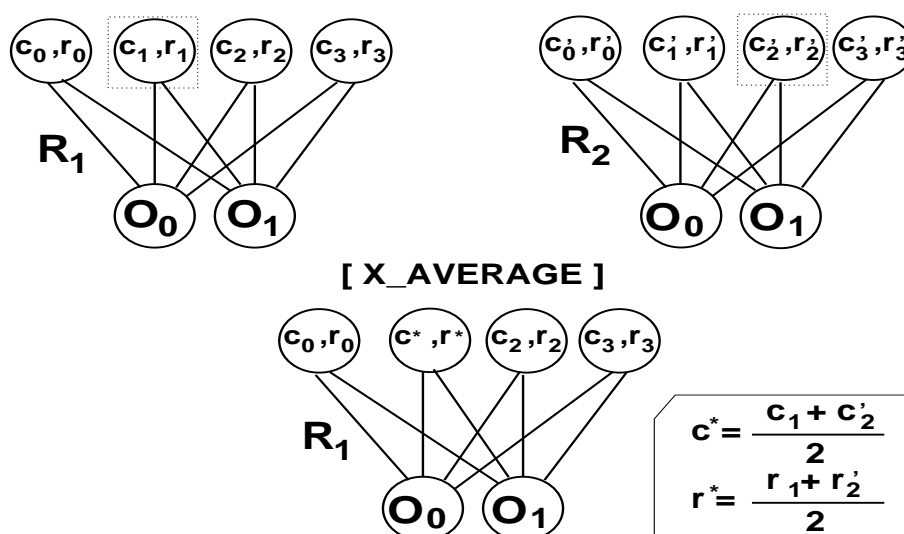 c₀ ,r₀ c₁ ,r₁ c₂ ,r₂ c₃ ,r₃
c'₀ ,r'₀ c'₁ ,r'₁ c'₂ ,r'₂ c'₃ ,r'₃
R₁ R₂
O₀ O₁ O₀ O₁
[ X_AVERAGE ]
c₀ ,r₀ c* ,r* c₂ ,r₂ c₃ ,r₃
R₁
O₀ O₁
c* = c₁ + c'₂
2
r* = r₁ + r'₂
2